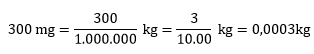 300 mg = 300/1.000.000 kg = 3/10.00 kg = 0,0003kg